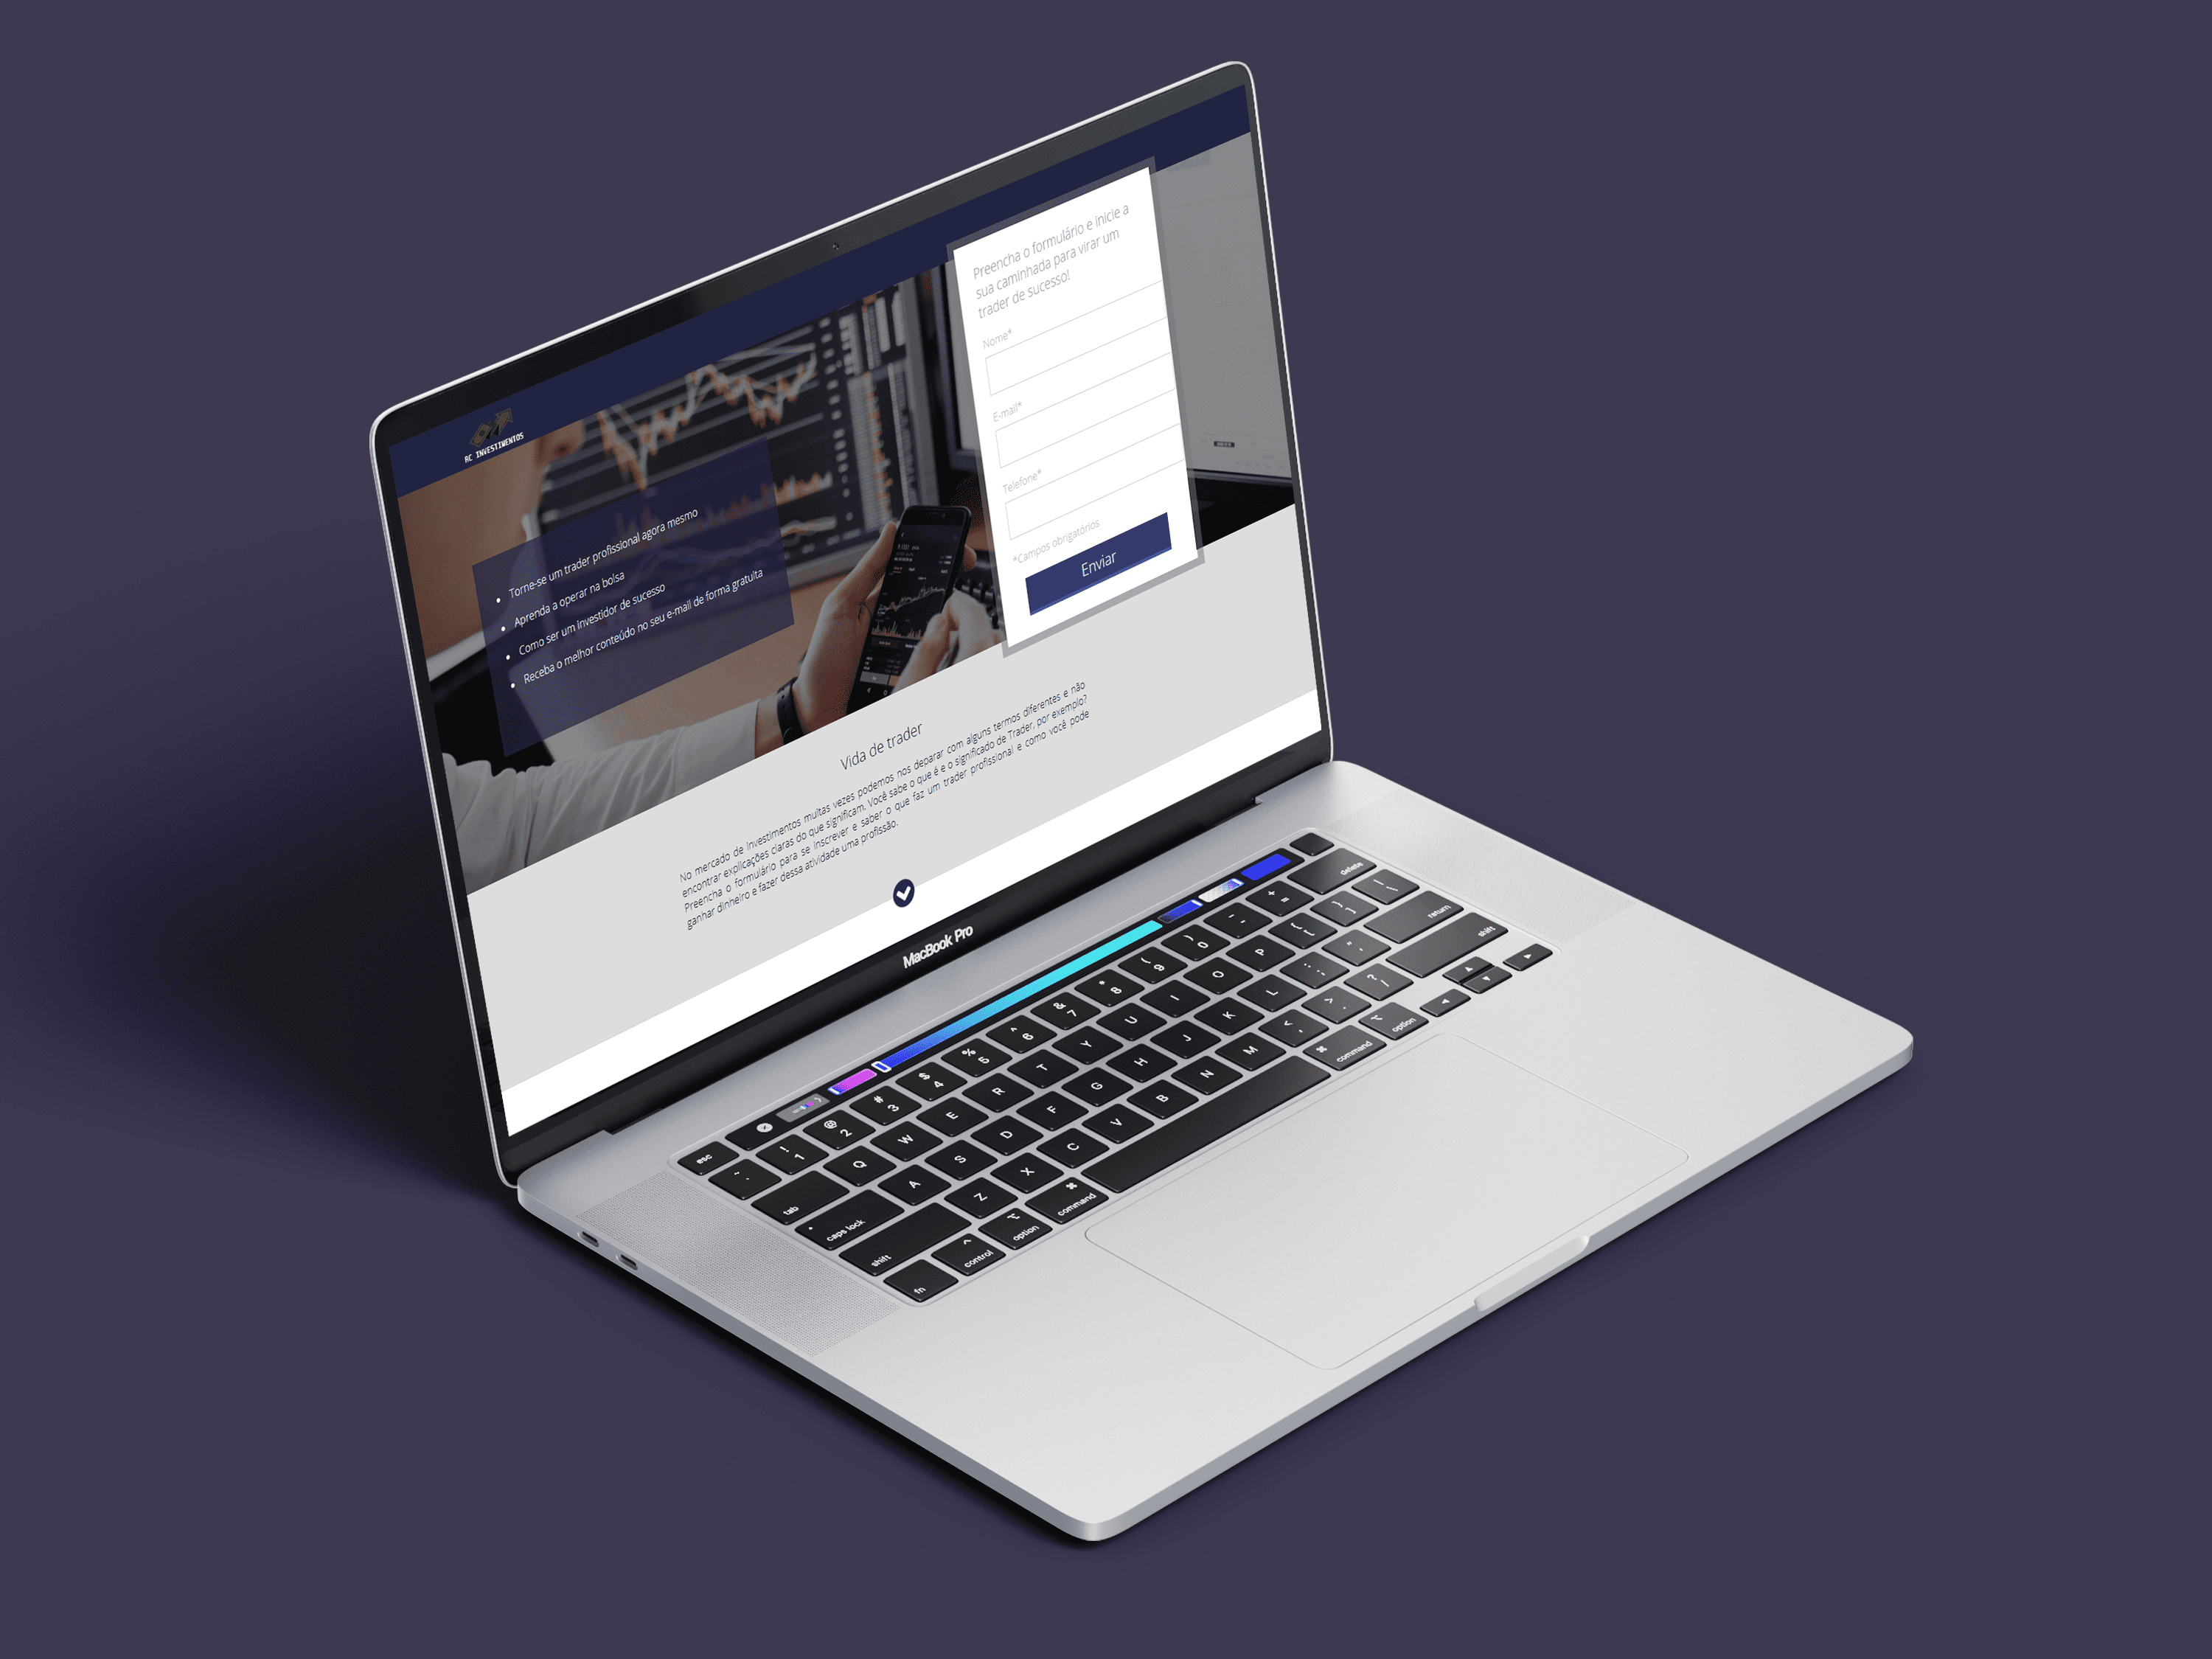 RC INVESTIMENTOS
Torne-se um trader profissional agora mesmo
Aprenda a operar na bolsa
Como ser um investidor de sucesso
Receba o melhor conteúdo no seu e-mail de forma gratuita
Preencha o formulário e inicie a
sua caminhada para virar um
trader de sucesso!
Nome*
E-mail*
Telefone*
*Campos obrigatórios
Enviar
Vida de trader
No mercado de investimentos muitas vezes podemos nos deparar com alguns termos diferentes e não
encontrar explicações claras do que significam. Você sabe o que é e o significado de Trader, por exemplo?
Preencha o formulário para se inscrever e saber o que faz um trader profissional e como você pode
ganhar dinheiro e fazer dessa atividade uma profissão.
MacBook Pro
esc
~ ! 1 @ 2 # 3 $ 4 % 5 ^ 6 & 7 * 8 ( 9 ) 0 - + = delete
tab Q W E R T Y U I O P { [ } ] | \
caps lock A S D F G H J K L : ; " ' return
shift Z X C V B N M < , > . ? / shift
fn control option command command option